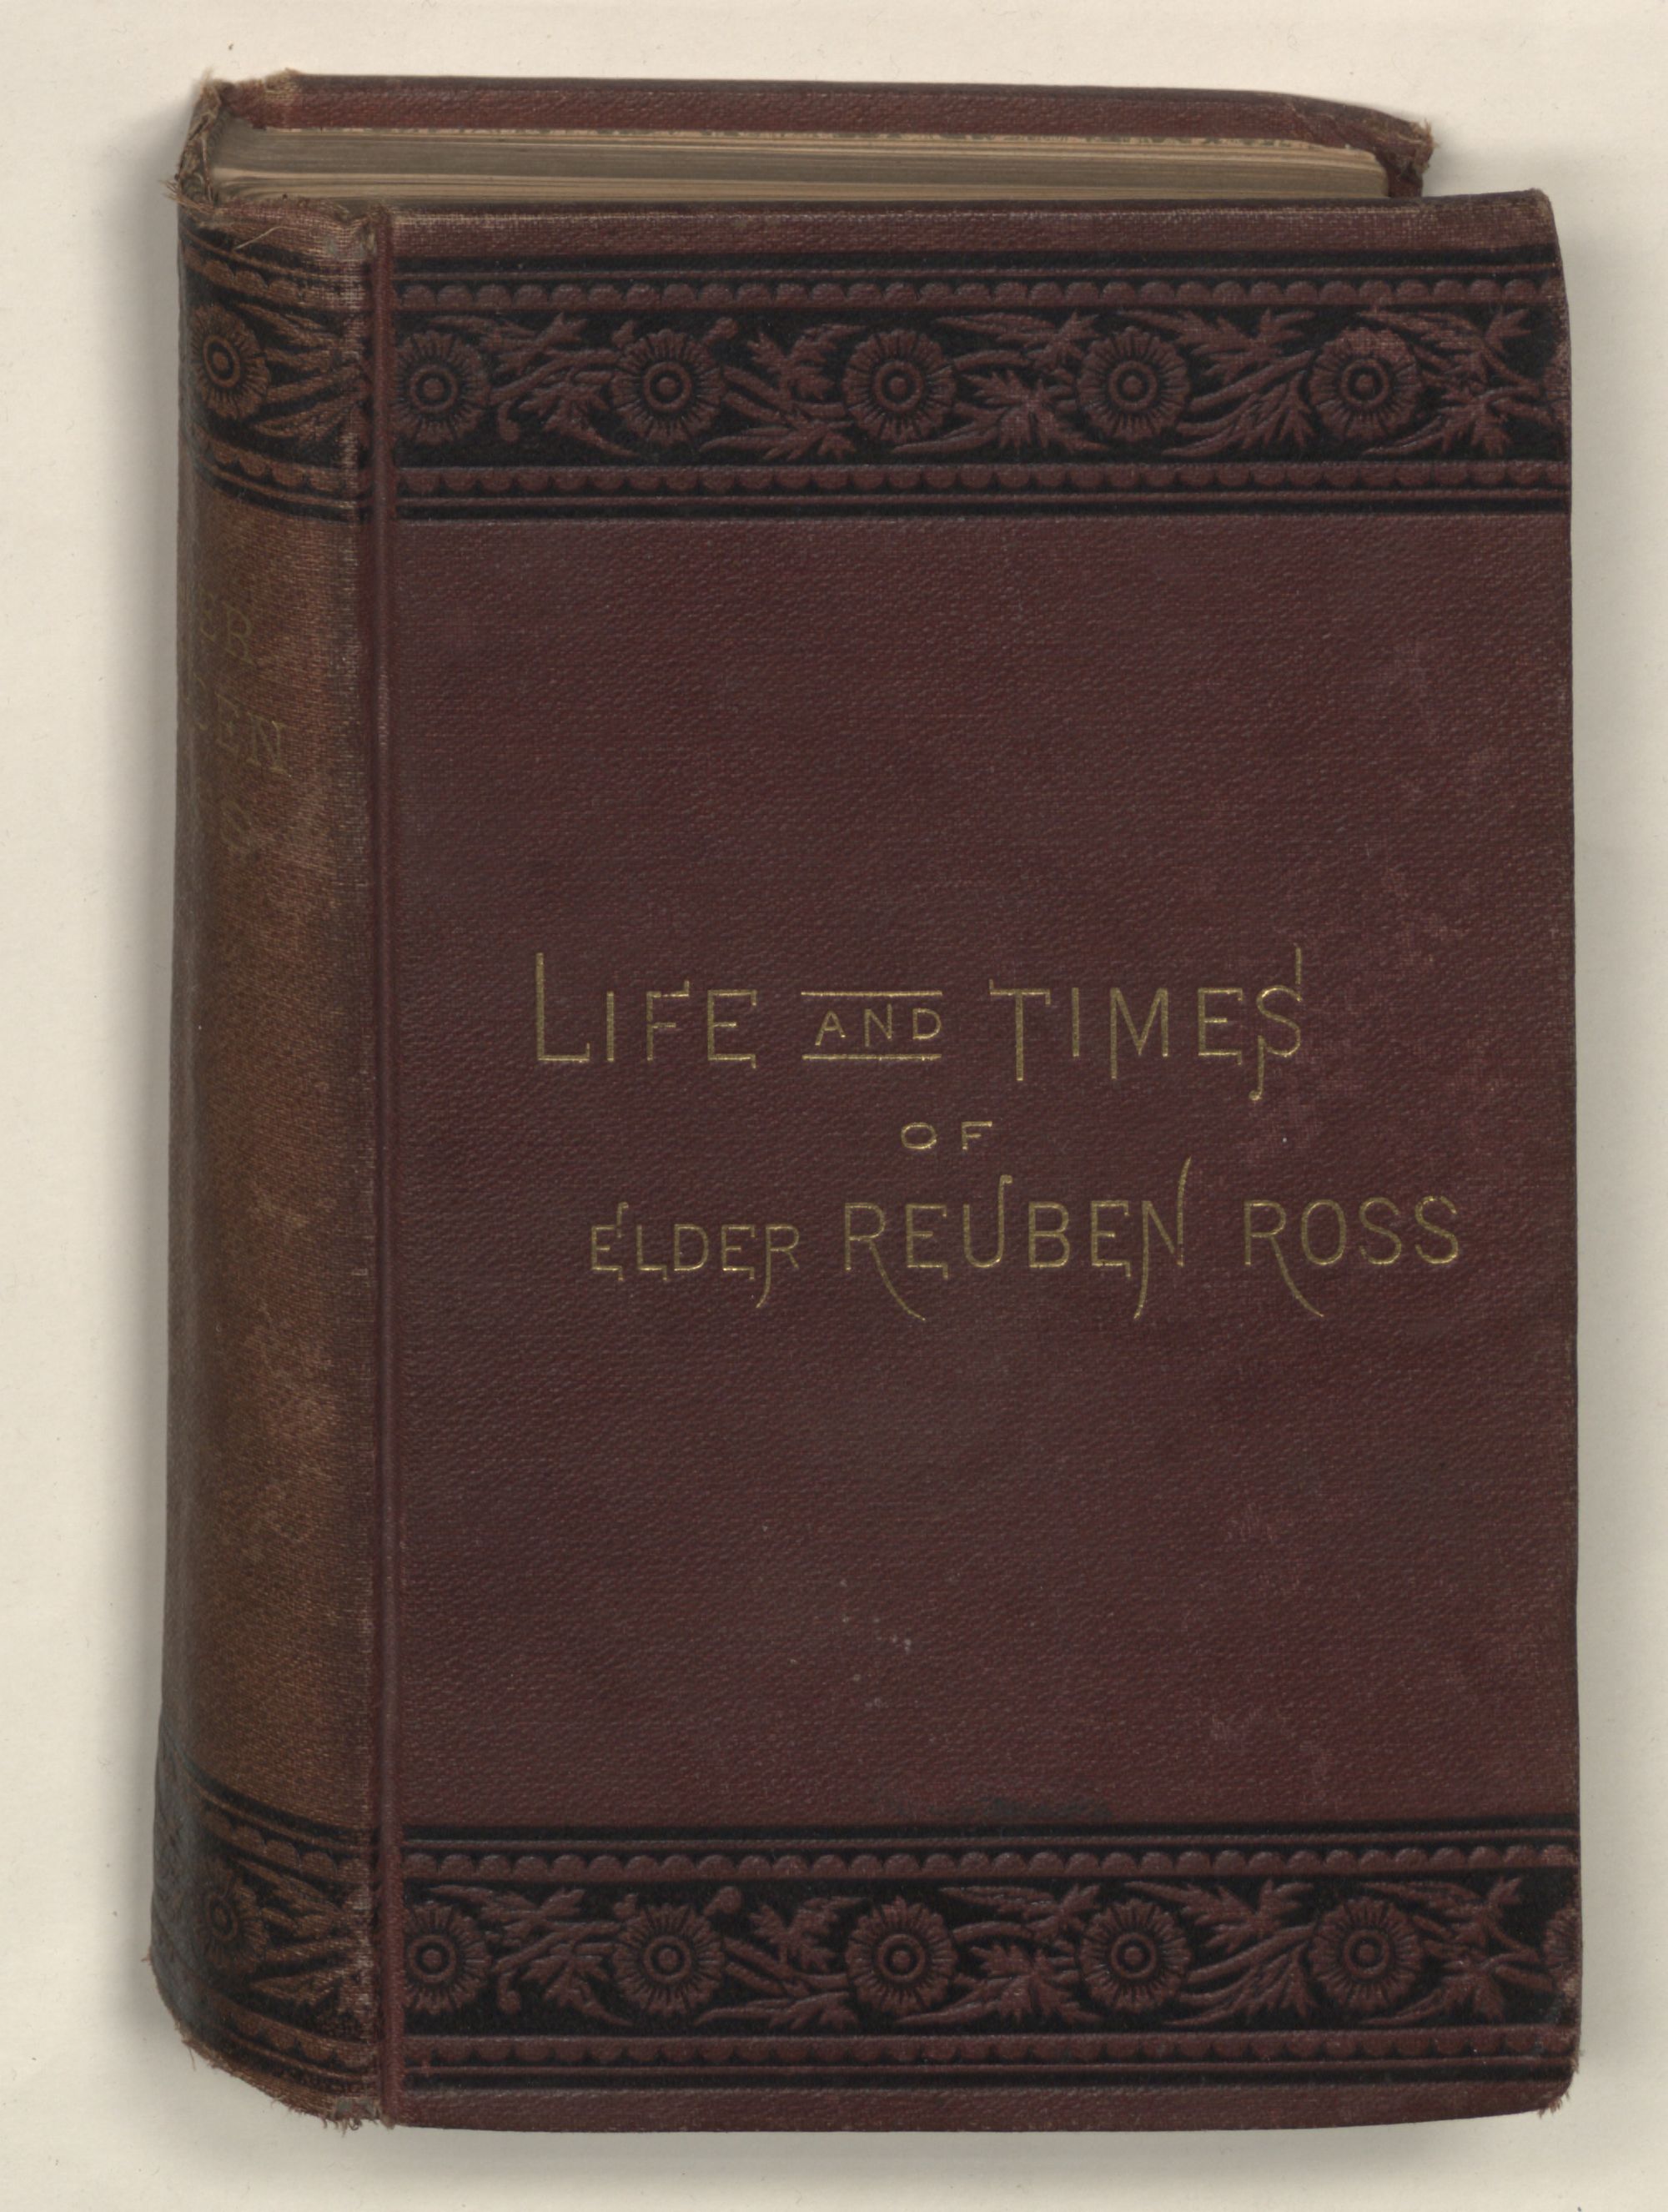 LIFE AND TIMES
OF
ELDER REUBEN ROSS